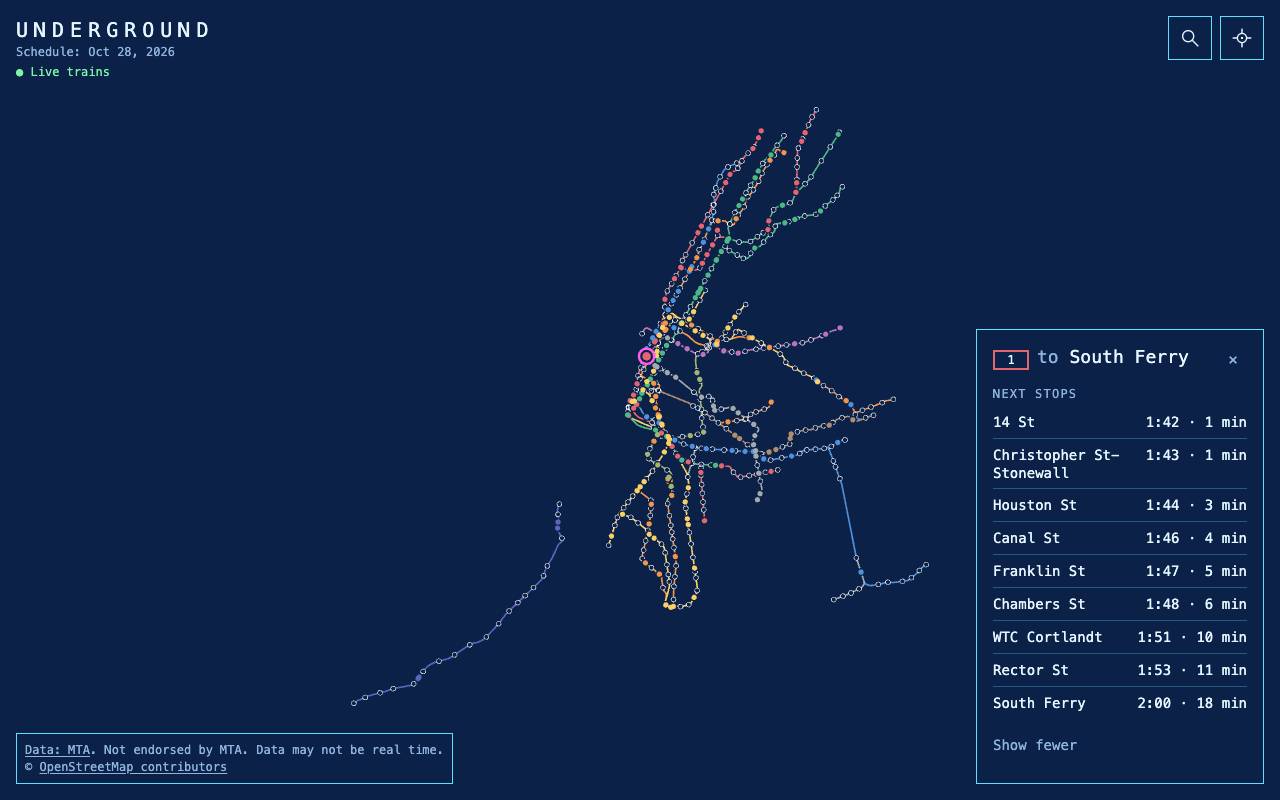 UNDERGROUND
Schedule: Oct 28, 2026
Live trains
1 to South Ferry ×
NEXT STOPS
14 St 1:42 · 1 min
Christopher St– 1:43 · 1 min
Stonewall
Houston St 1:44 · 3 min
Canal St 1:46 · 4 min
Franklin St 1:47 · 5 min
Chambers St 1:48 · 6 min
WTC Cortlandt 1:51 · 10 min
Rector St 1:53 · 11 min
South Ferry 2:00 · 18 min
Show fewer
Data: MTA. Not endorsed by MTA. Data may not be real time.
© OpenStreetMap contributors